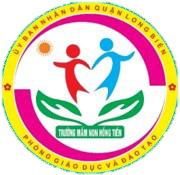 ỦY BAN NHÂN DÂN QUẬN LONG BIÊN
TRƯỜNG MẦM NON HỒNG TIẾN
PHÒNG GIÁO DỤC VÀ ĐÀO TẠO